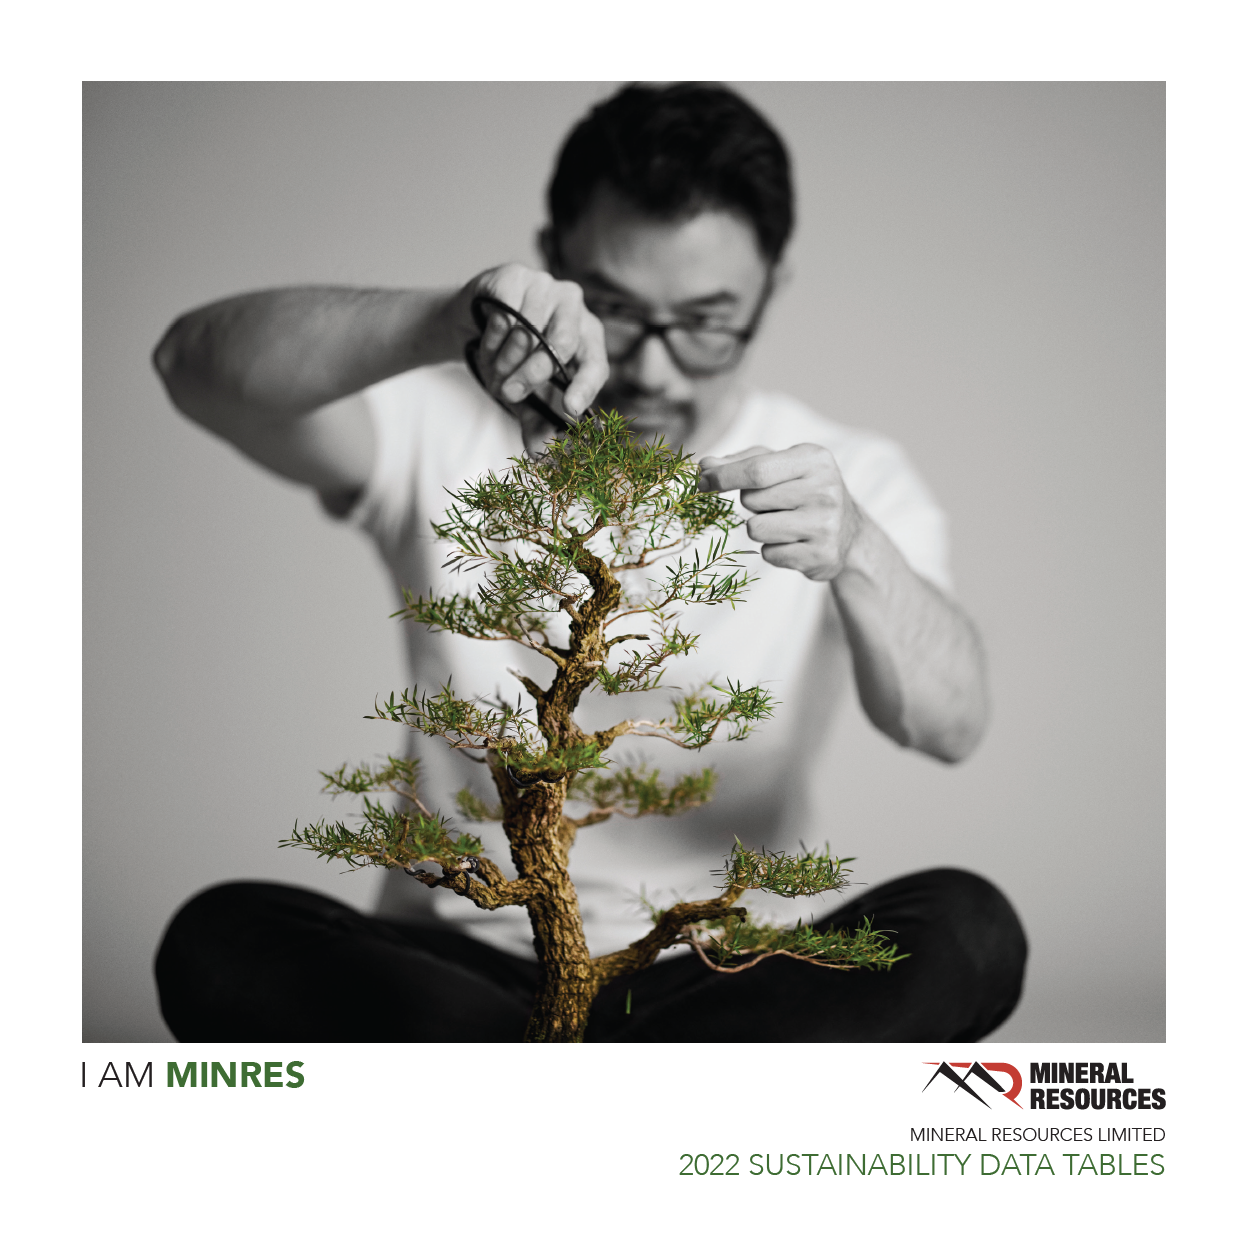 I AM MINRES
MINERAL
RESOURCES
MINERAL RESOURCES LIMITED
2022 SUSTAINABILITY DATA TABLES